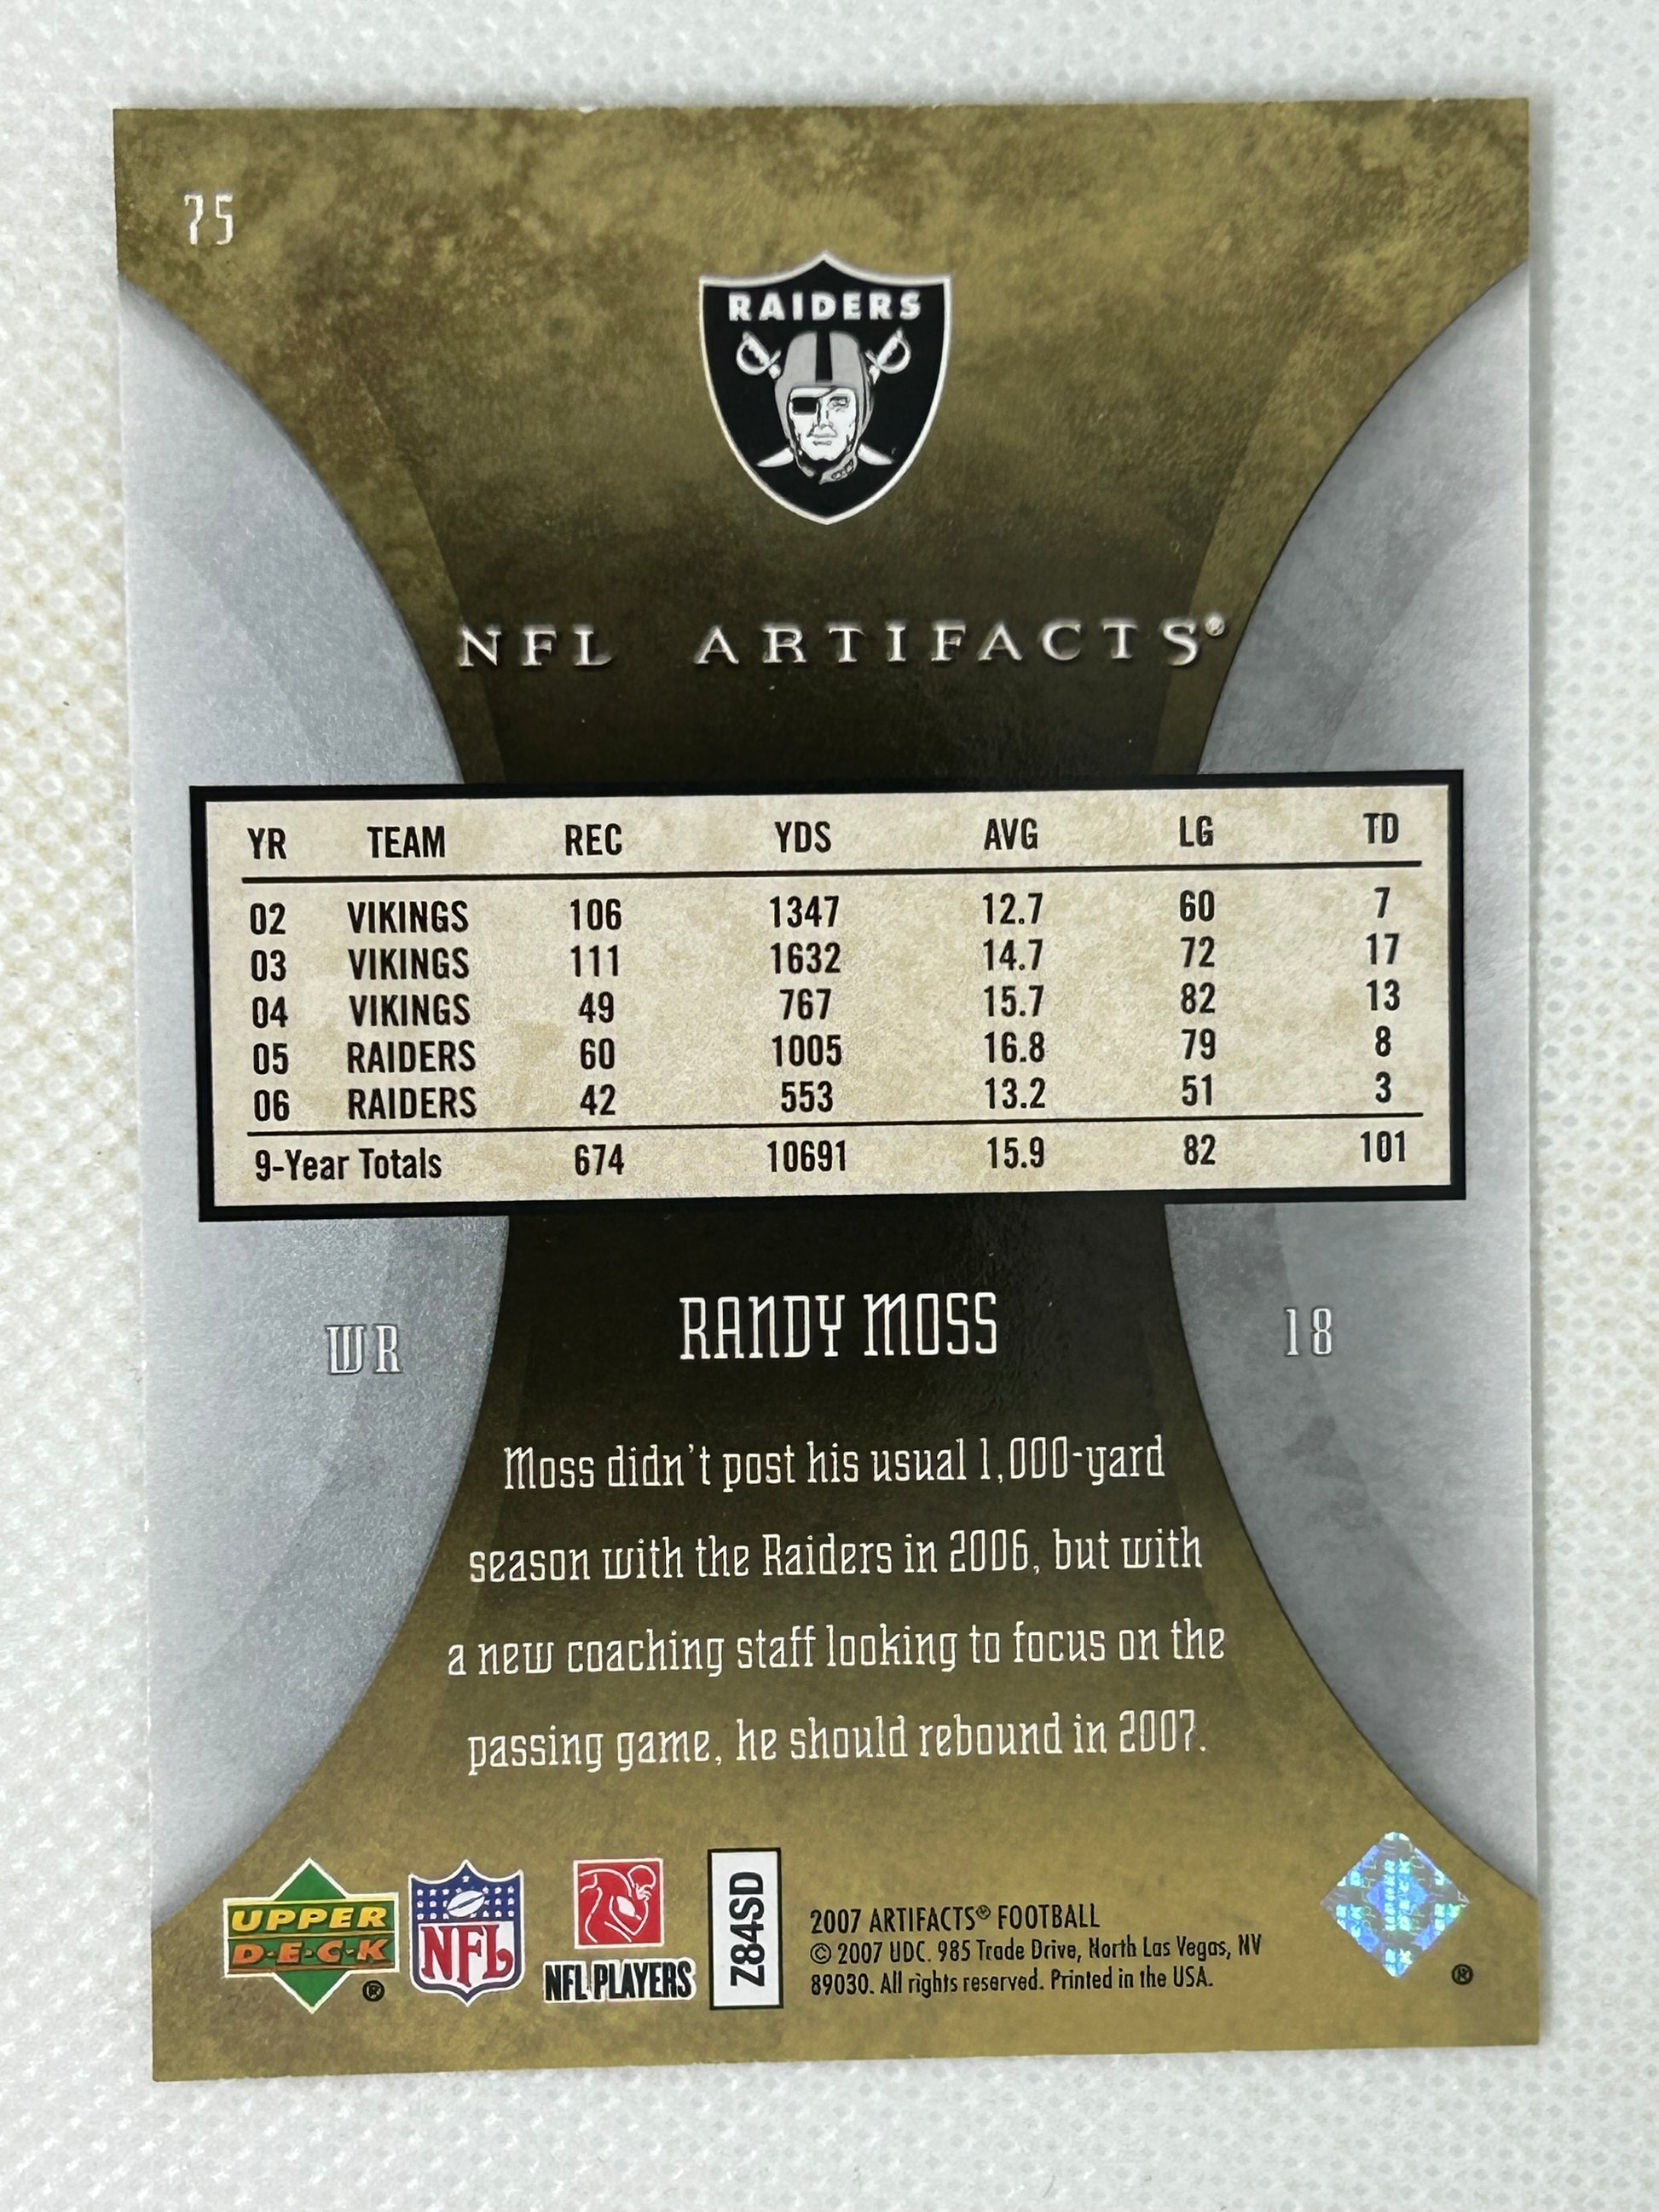 75
RAIDERS
NFL ARTIFACTS®
YR TEAM REC YDS AVG LG TD
02 VIKINGS 106 1347 12.7 60 7
03 VIKINGS 111 1632 14.7 72 17
04 VIKINGS 49 767 15.7 82 13
05 RAIDERS 60 1005 16.8 79 8
06 RAIDERS 42 553 13.2 51 3
9-Year Totals 674 10691 15.9 82 101
WR RANDY MOSS 18
Moss didn't post his usual 1,000-yard
season with the Raiders in 2006, but with
a new coaching staff looking to focus on the
passing game, he should rebound in 2007.
UPPER
D·E·C·K
®
NFL
NFL PLAYERS
Z84SD
2007 ARTIFACTS® FOOTBALL
© 2007 UDC. 985 Trade Drive, North Las Vegas, NV
89030. All rights reserved. Printed in the USA.
®